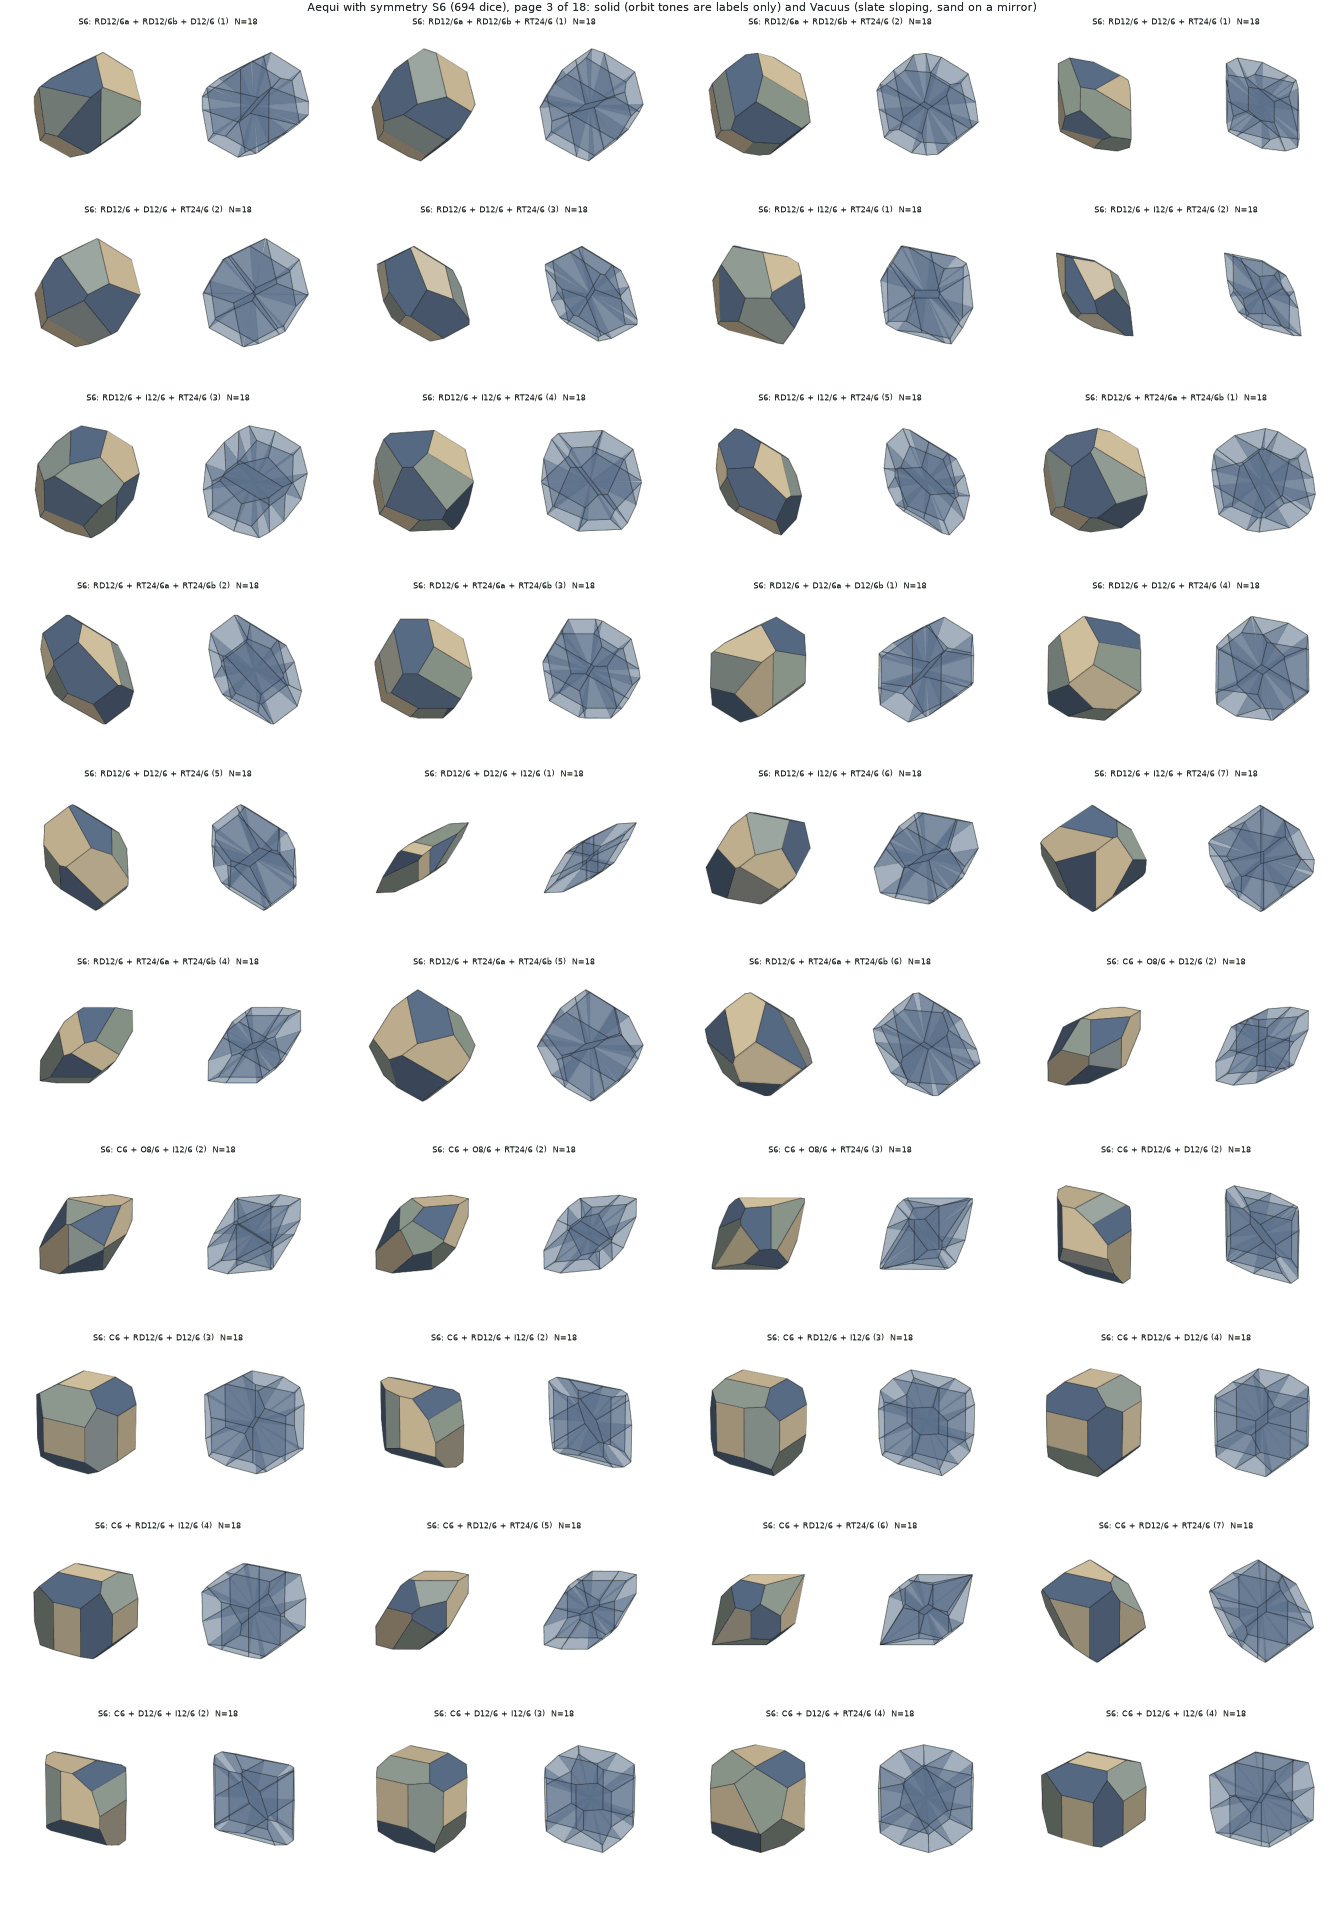 Aequi with symmetry S6 (694 dice), page 3 of 18: solid (orbit tones are labels only) and Vacuus (slate sloping, sand on a mirror)
S6: RD12/6a + RD12/6b + D12/6 (1)  N=18
S6: RD12/6a + RD12/6b + RT24/6 (1)  N=18
S6: RD12/6a + RD12/6b + RT24/6 (2)  N=18
S6: RD12/6 + D12/6 + RT24/6 (1)  N=18
S6: RD12/6 + D12/6 + RT24/6 (2)  N=18
S6: RD12/6 + D12/6 + RT24/6 (3)  N=18
S6: RD12/6 + I12/6 + RT24/6 (1)  N=18
S6: RD12/6 + I12/6 + RT24/6 (2)  N=18
S6: RD12/6 + I12/6 + RT24/6 (3)  N=18
S6: RD12/6 + I12/6 + RT24/6 (4)  N=18
S6: RD12/6 + I12/6 + RT24/6 (5)  N=18
S6: RD12/6 + RT24/6a + RT24/6b (1)  N=18
S6: RD12/6 + RT24/6a + RT24/6b (2)  N=18
S6: RD12/6 + RT24/6a + RT24/6b (3)  N=18
S6: RD12/6 + D12/6a + D12/6b (1)  N=18
S6: RD12/6 + D12/6 + RT24/6 (4)  N=18
S6: RD12/6 + D12/6 + RT24/6 (5)  N=18
S6: RD12/6 + D12/6 + I12/6 (1)  N=18
S6: RD12/6 + I12/6 + RT24/6 (6)  N=18
S6: RD12/6 + I12/6 + RT24/6 (7)  N=18
S6: RD12/6 + RT24/6a + RT24/6b (4)  N=18
S6: RD12/6 + RT24/6a + RT24/6b (5)  N=18
S6: RD12/6 + RT24/6a + RT24/6b (6)  N=18
S6: C6 + O8/6 + D12/6 (2)  N=18
S6: C6 + O8/6 + I12/6 (2)  N=18
S6: C6 + O8/6 + RT24/6 (2)  N=18
S6: C6 + O8/6 + RT24/6 (3)  N=18
S6: C6 + RD12/6 + D12/6 (2)  N=18
S6: C6 + RD12/6 + D12/6 (3)  N=18
S6: C6 + RD12/6 + I12/6 (2)  N=18
S6: C6 + RD12/6 + I12/6 (3)  N=18
S6: C6 + RD12/6 + D12/6 (4)  N=18
S6: C6 + RD12/6 + I12/6 (4)  N=18
S6: C6 + RD12/6 + RT24/6 (5)  N=18
S6: C6 + RD12/6 + RT24/6 (6)  N=18
S6: C6 + RD12/6 + RT24/6 (7)  N=18
S6: C6 + D12/6 + I12/6 (2)  N=18
S6: C6 + D12/6 + I12/6 (3)  N=18
S6: C6 + D12/6 + RT24/6 (4)  N=18
S6: C6 + D12/6 + I12/6 (4)  N=18